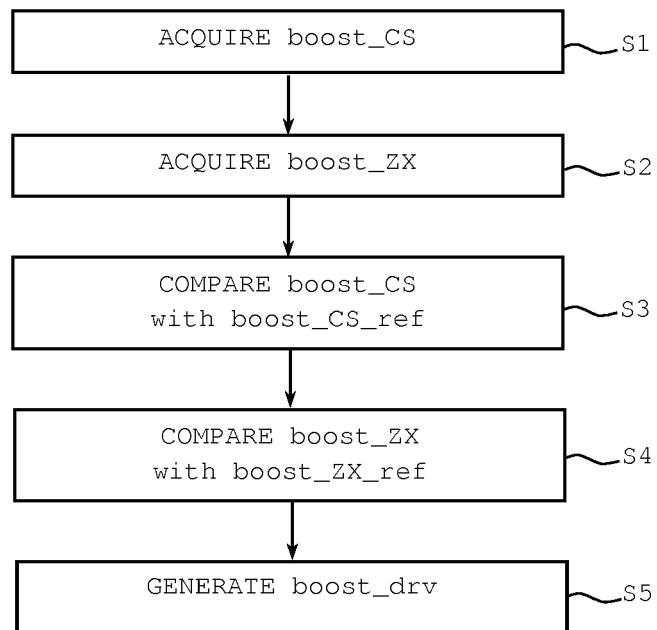 ACQUIRE boost_CS
S1
ACQUIRE boost_ZX
S2
COMPARE boost_CS
with boost_CS_ref
S3
COMPARE boost_ZX
with boost_ZX_ref
S4
GENERATE boost_drv
S5